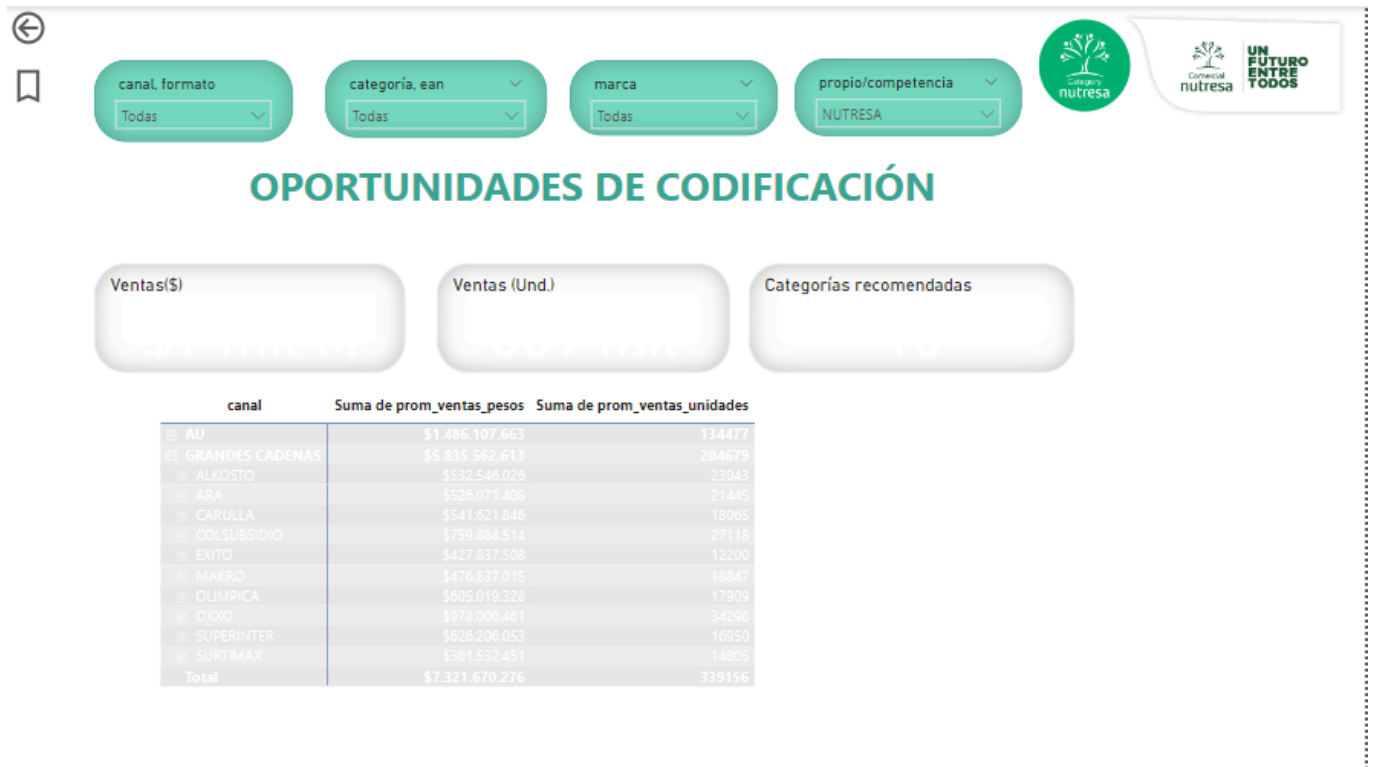 canal, formato
Todas
categoría, ean
Todas
marca
Todas
propio/competencia
NUTRESA
Category
nutresa
Comercial
nutresa
UN
FUTURO
ENTRE
TODOS
OPORTUNIDADES DE CODIFICACIÓN
Ventas($)
Ventas (Und.)
Categorías recomendadas
canal Suma de prom_ventas_pesos Suma de prom_ventas_unidades
AU $1.486.107.663 134477
GRANDES CADENAS $5.835.562.613 204679
ALKOSTO $532.546.026 23043
ARA $526.071.408 21445
CARULLA $541.621.846 18065
COLSUBSIDIO $759.884.514 27118
EXITO $427.837.508 12200
MAKRO $476.837.015 18847
OLIMPICA $605.019.328 17909
OXXO $978.006.461 34298
SUPERINTER $626.206.053 16950
SURTIMAX $361.532.451 14805
Total $7.321.670.276 339156